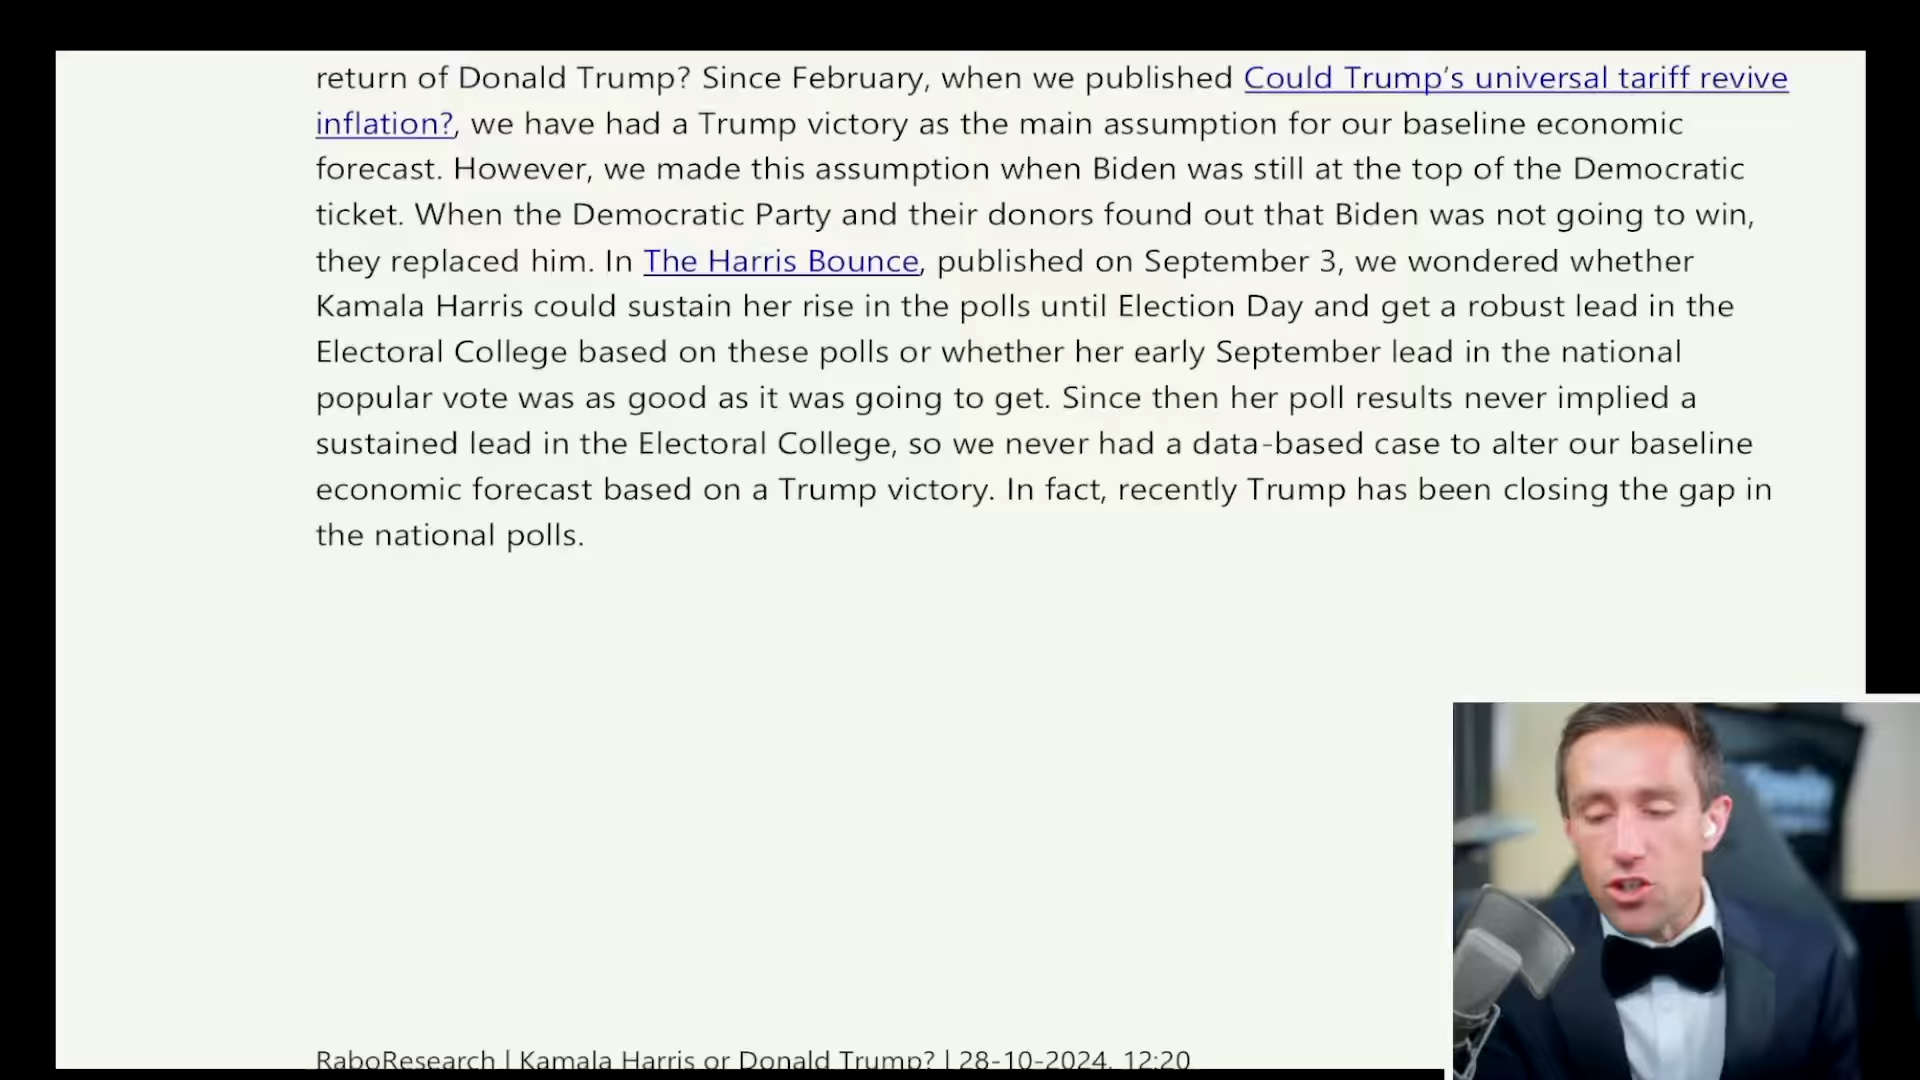 return of Donald Trump? Since February, when we published Could Trump's universal tariff revive
inflation?, we have had a Trump victory as the main assumption for our baseline economic
forecast. However, we made this assumption when Biden was still at the top of the Democratic
ticket. When the Democratic Party and their donors found out that Biden was not going to win,
they replaced him. In The Harris Bounce, published on September 3, we wondered whether
Kamala Harris could sustain her rise in the polls until Election Day and get a robust lead in the
Electoral College based on these polls or whether her early September lead in the national
popular vote was as good as it was going to get. Since then her poll results never implied a
sustained lead in the Electoral College, so we never had a data-based case to alter our baseline
economic forecast based on a Trump victory. In fact, recently Trump has been closing the gap in
the national polls.
RaboResearch | Kamala Harris or Donald Trump? | 28-10-2024, 12:20